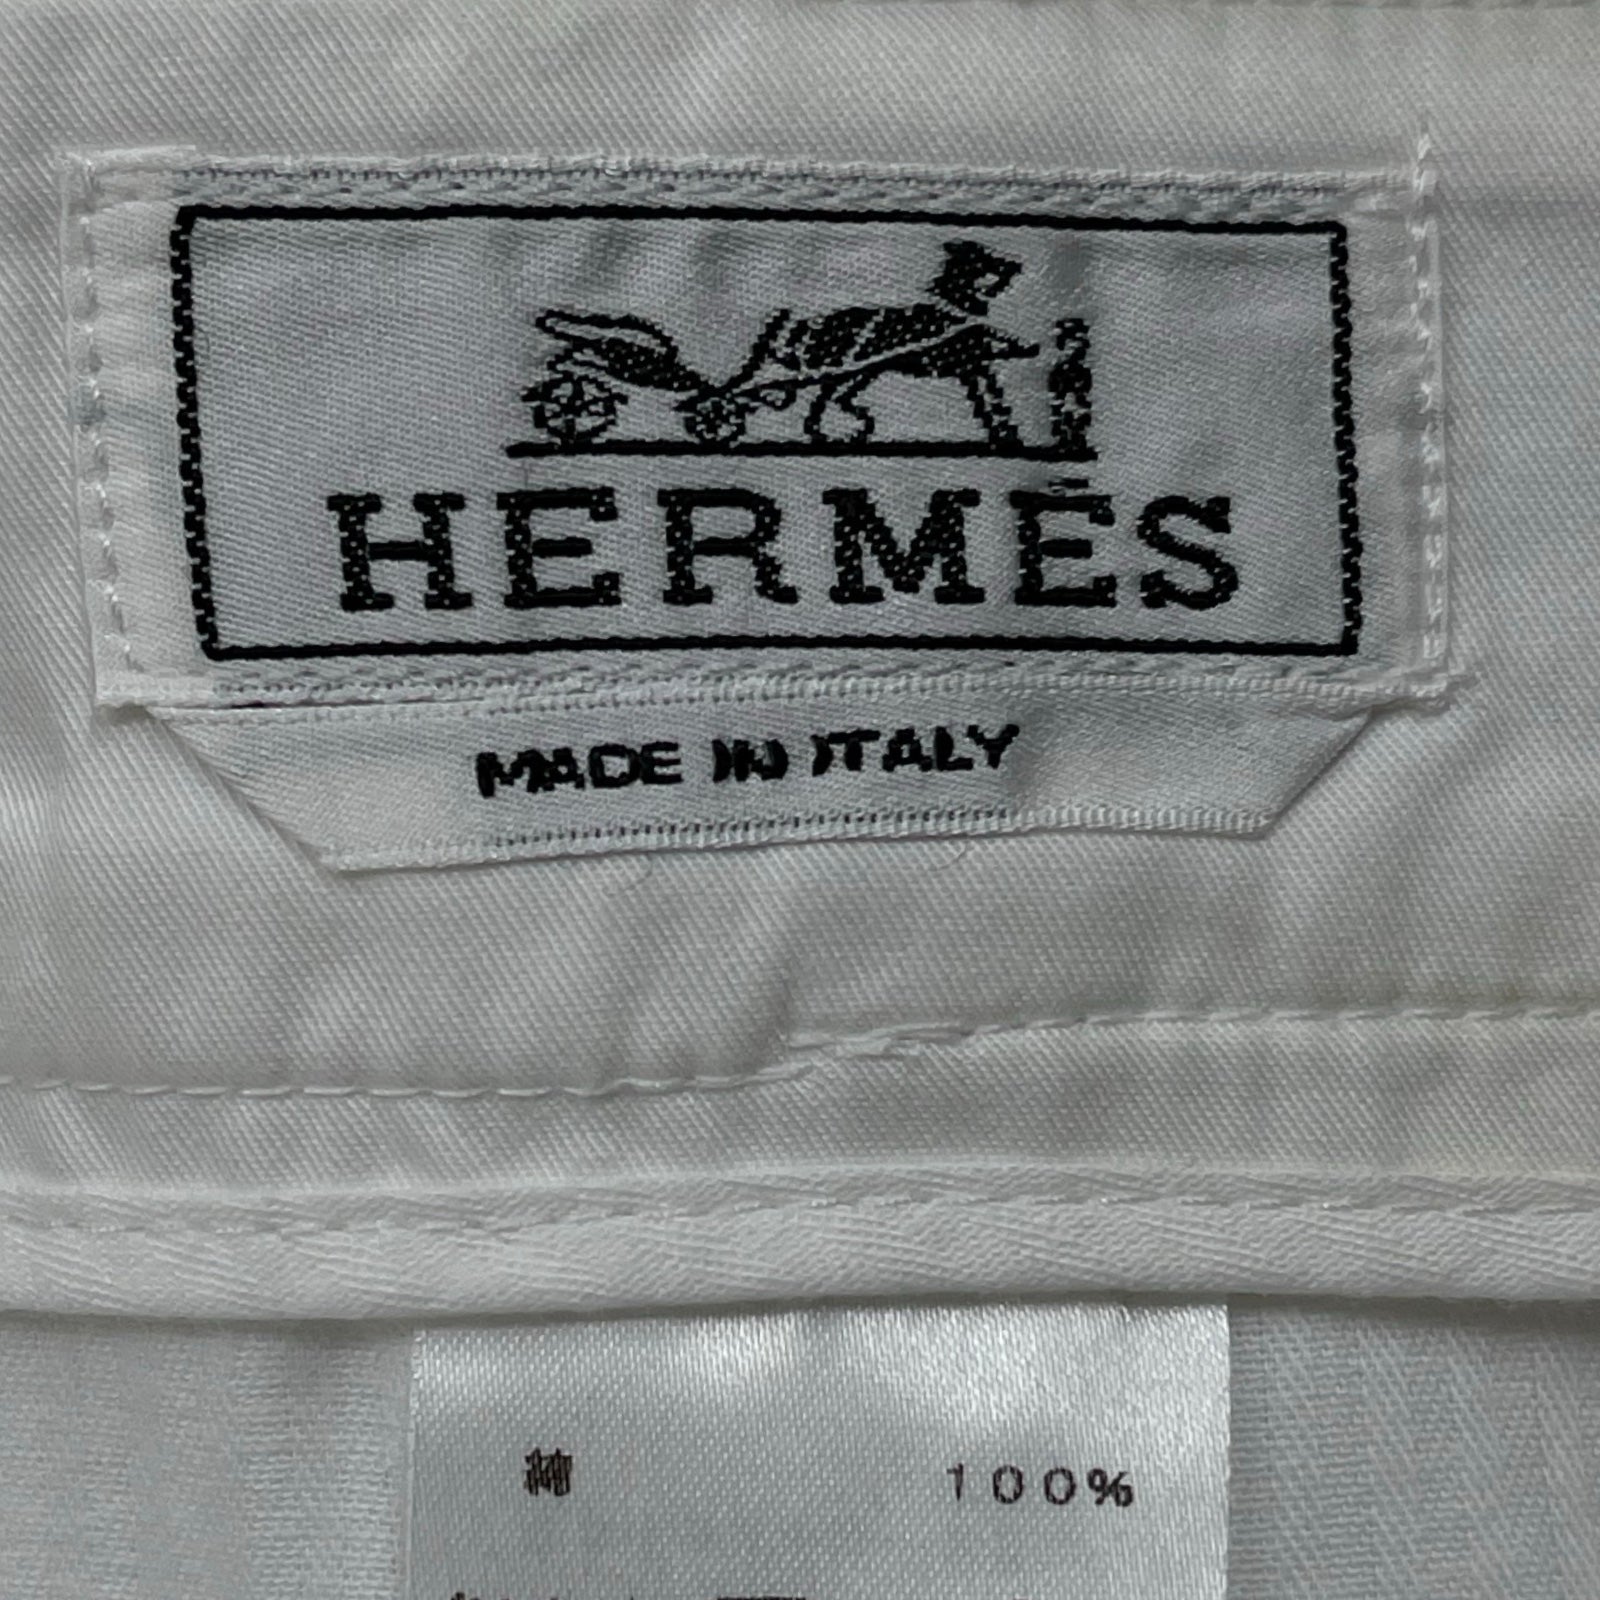 HERMÈS
MADE IN ITALY
綿 100%